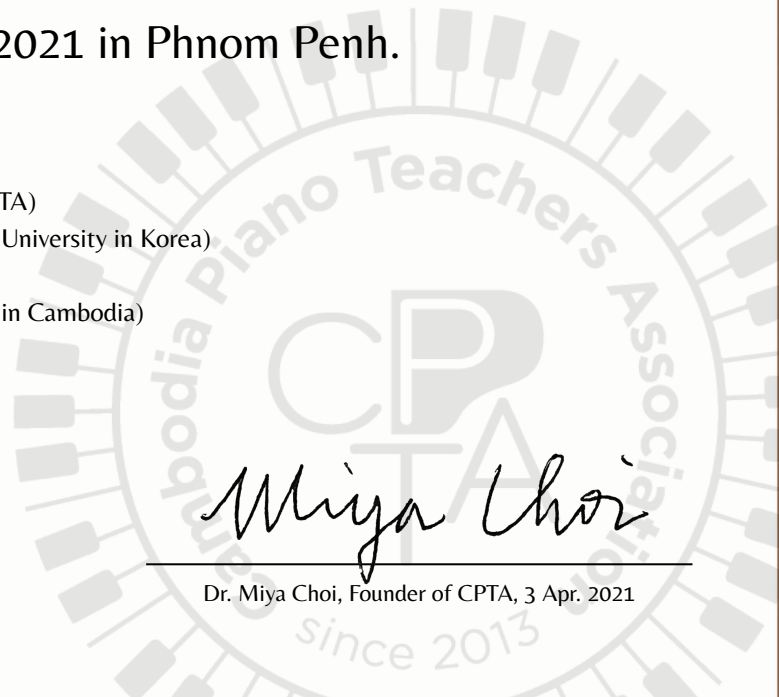 2021 in Phnom Penh.
TA)
University in Korea)
in Cambodia)
Cambodia Piano Teachers Association
CPTA
Miya Choi
Dr. Miya Choi, Founder of CPTA, 3 Apr. 2021
since 2013